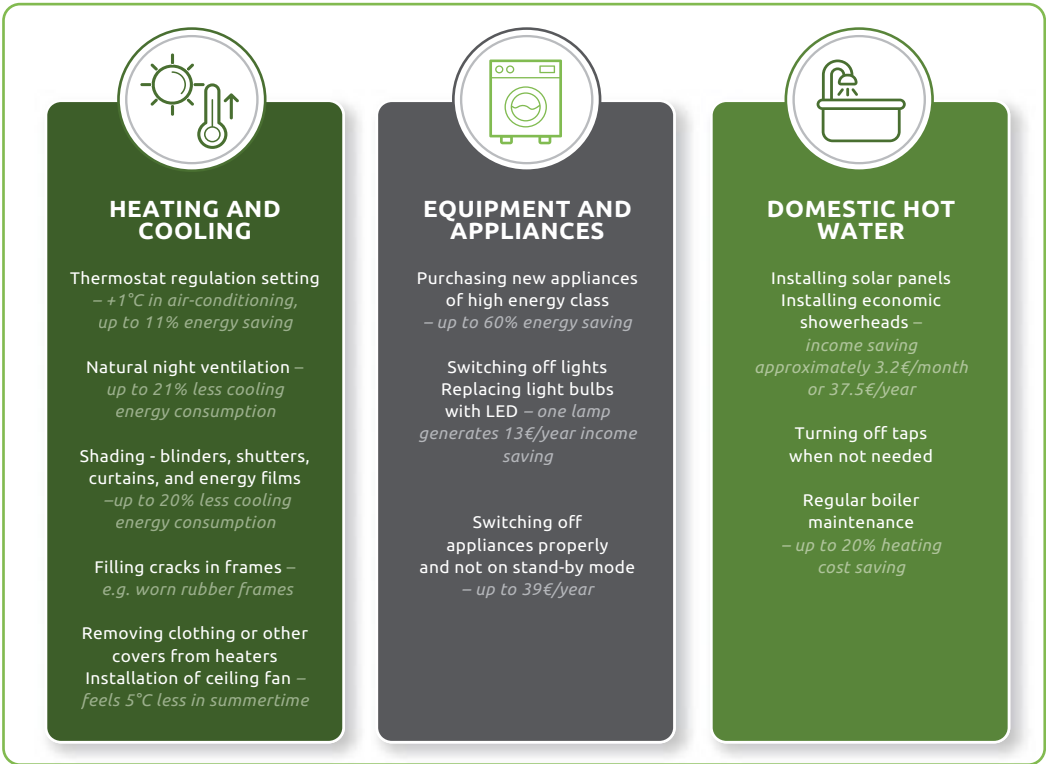 HEATING AND
COOLING
Thermostat regulation setting
– +1°C in air-conditioning,
up to 11% energy saving
Natural night ventilation –
up to 21% less cooling
energy consumption
Shading - blinders, shutters,
curtains, and energy films
–up to 20% less cooling
energy consumption
Filling cracks in frames –
e.g. worn rubber frames
Removing clothing or other
covers from heaters
Installation of ceiling fan –
feels 5°C less in summertime
EQUIPMENT AND
APPLIANCES
Purchasing new appliances
of high energy class
– up to 60% energy saving
Switching off lights
Replacing light bulbs
with LED – one lamp
generates 13€/year income
saving
Switching off
appliances properly
and not on stand-by mode
– up to 39€/year
DOMESTIC HOT
WATER
Installing solar panels
Installing economic
showerheads –
income saving
approximately 3.2€/month
or 37.5€/year
Turning off taps
when not needed
Regular boiler
maintenance
– up to 20% heating
cost saving